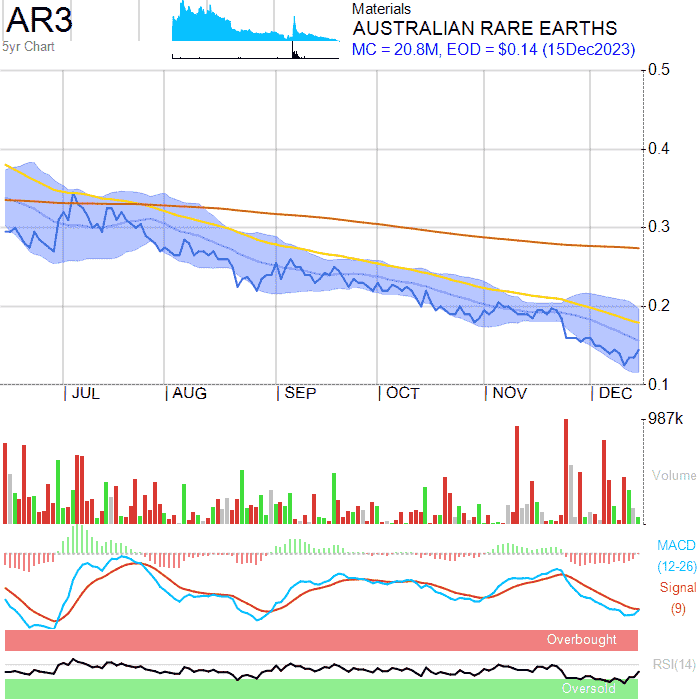 AR3
5yr Chart
Materials
AUSTRALIAN RARE EARTHS
MC = 20.8M, EOD = $0.14 (15Dec2023)
0.5
0.4
0.3
0.2
0.1
JUL AUG SEP OCT NOV DEC
987k
Volume
MACD
(12-26)
Signal
(9)
Overbought
RSI(14)
Oversold